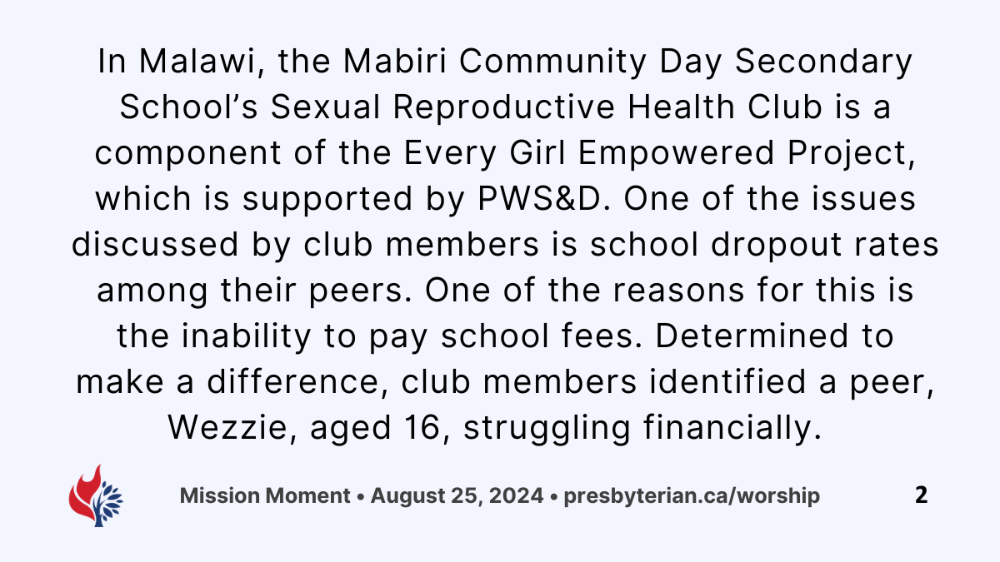 In Malawi, the Mabiri Community Day Secondary
School’s Sexual Reproductive Health Club is a
component of the Every Girl Empowered Project,
which is supported by PWS&D. One of the issues
discussed by club members is school dropout rates
among their peers. One of the reasons for this is
the inability to pay school fees. Determined to
make a difference, club members identified a peer,
Wezzie, aged 16, struggling financially.
Mission Moment • August 25, 2024 • presbyterian.ca/worship
2